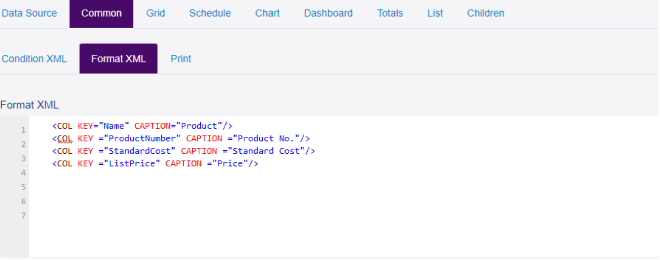 Data Source Common Grid Schedule Chart Dashboard Totals List Children
Condition XML Format XML Print
Format XML
1 <COL KEY="Name" CAPTION="Product"/>
2 <COL KEY ="ProductNumber" CAPTION ="Product No."/>
3 <COL KEY ="StandardCost" CAPTION ="Standard Cost"/>
4 <COL KEY ="ListPrice" CAPTION ="Price"/>
5
6
7